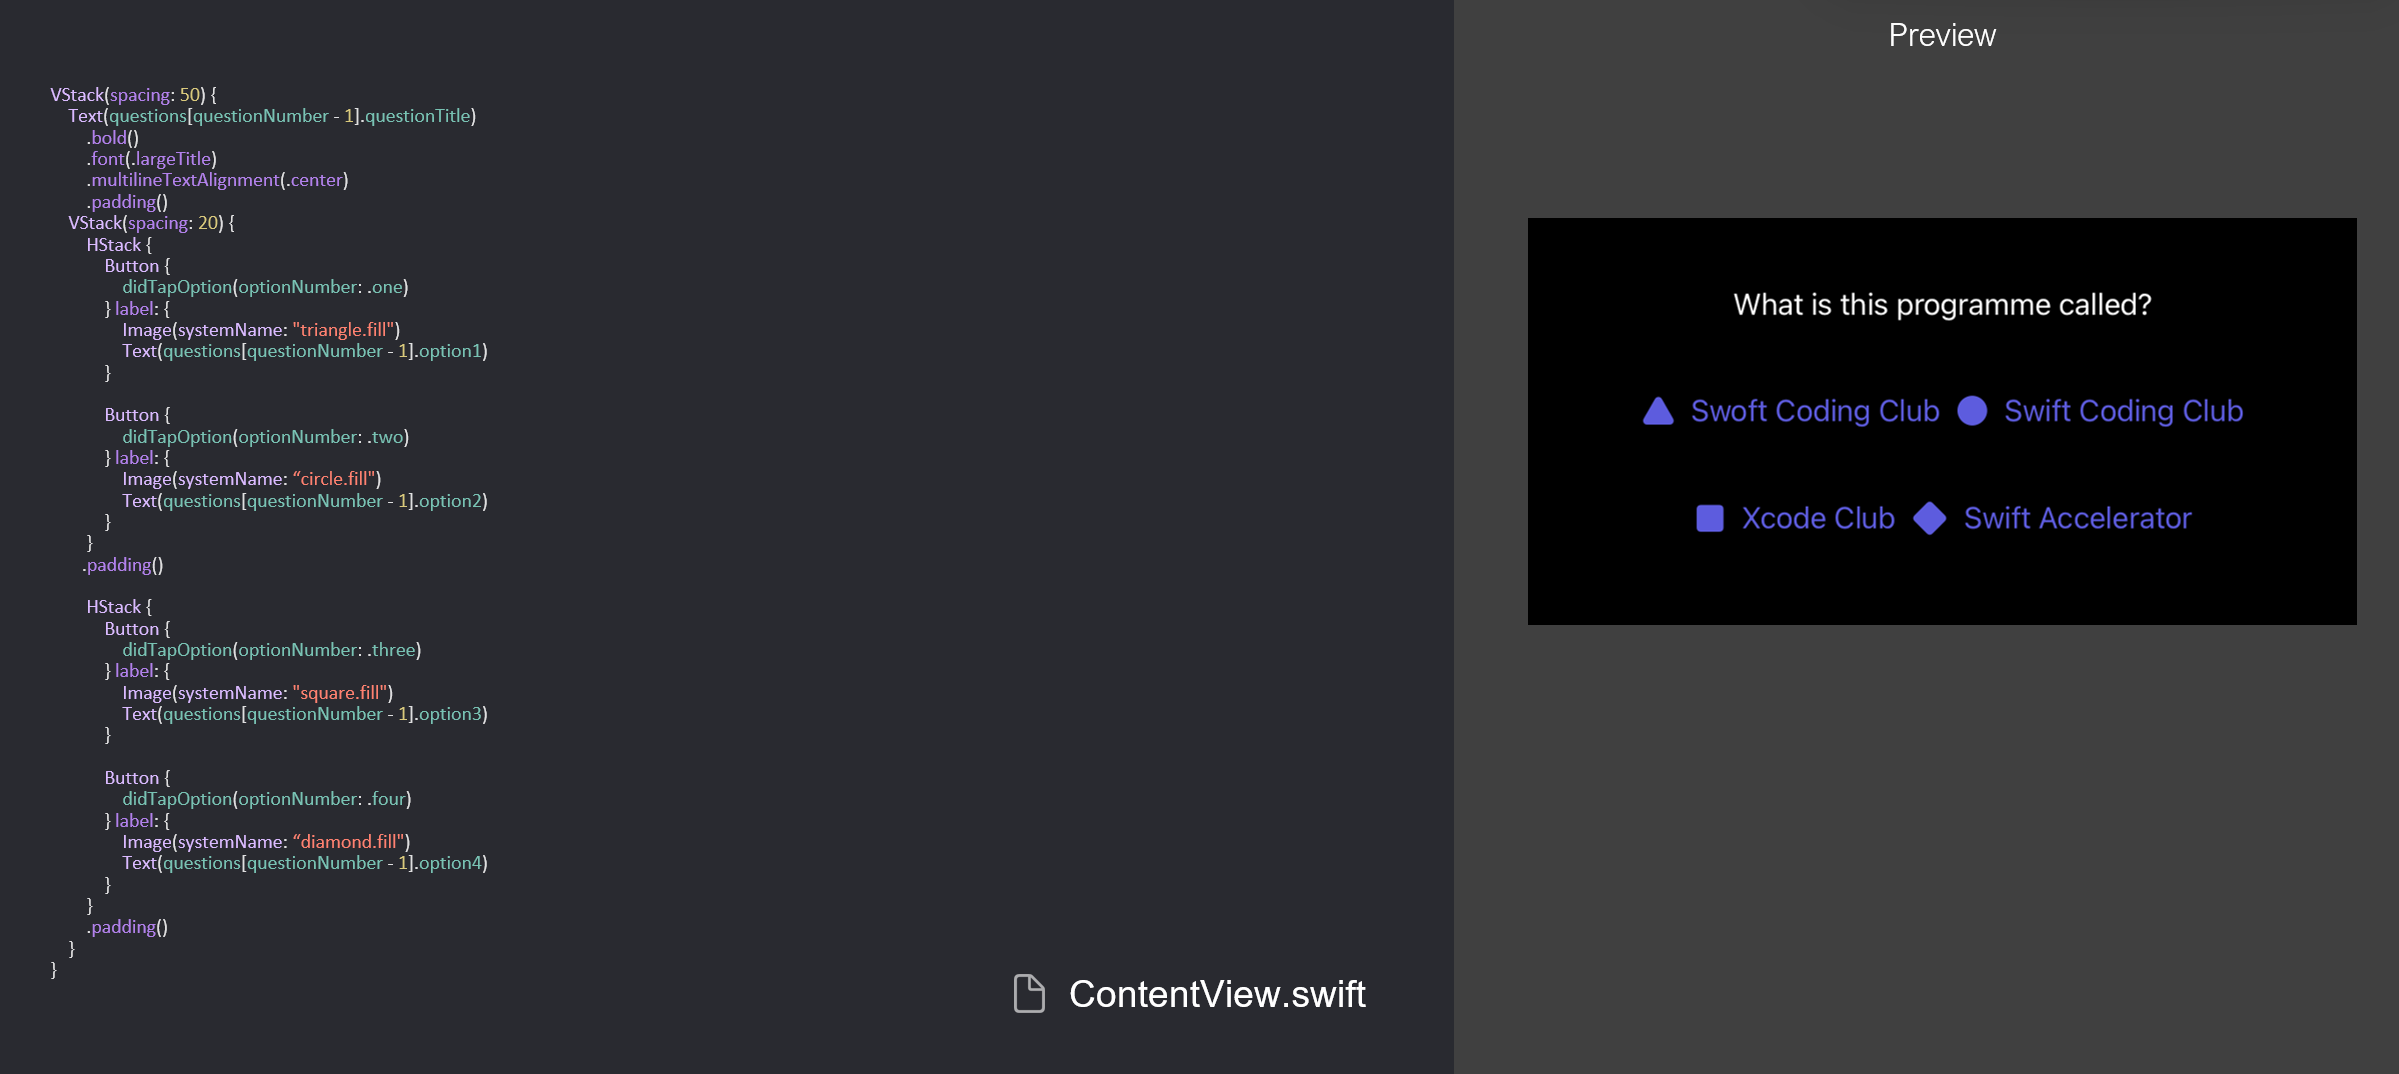 VStack(spacing: 50) {
    Text(questions[questionNumber - 1].questionTitle)
        .bold()
        .font(.largeTitle)
        .multilineTextAlignment(.center)
        .padding()
    VStack(spacing: 20) {
        HStack {
            Button {
                didTapOption(optionNumber: .one)
            } label: {
                Image(systemName: "triangle.fill")
                Text(questions[questionNumber - 1].option1)
            }
            Button {
                didTapOption(optionNumber: .two)
            } label: {
                Image(systemName: “circle.fill")
                Text(questions[questionNumber - 1].option2)
            }
        }
       .padding()
        HStack {
            Button {
                didTapOption(optionNumber: .three)
            } label: {
                Image(systemName: "square.fill")
                Text(questions[questionNumber - 1].option3)
            }
            Button {
                didTapOption(optionNumber: .four)
            } label: {
                Image(systemName: “diamond.fill")
                Text(questions[questionNumber - 1].option4)
            }
        }
        .padding()
    }
}
ContentView.swift
Preview
What is this programme called?
Swoft Coding Club Swift Coding Club
Xcode Club Swift Accelerator